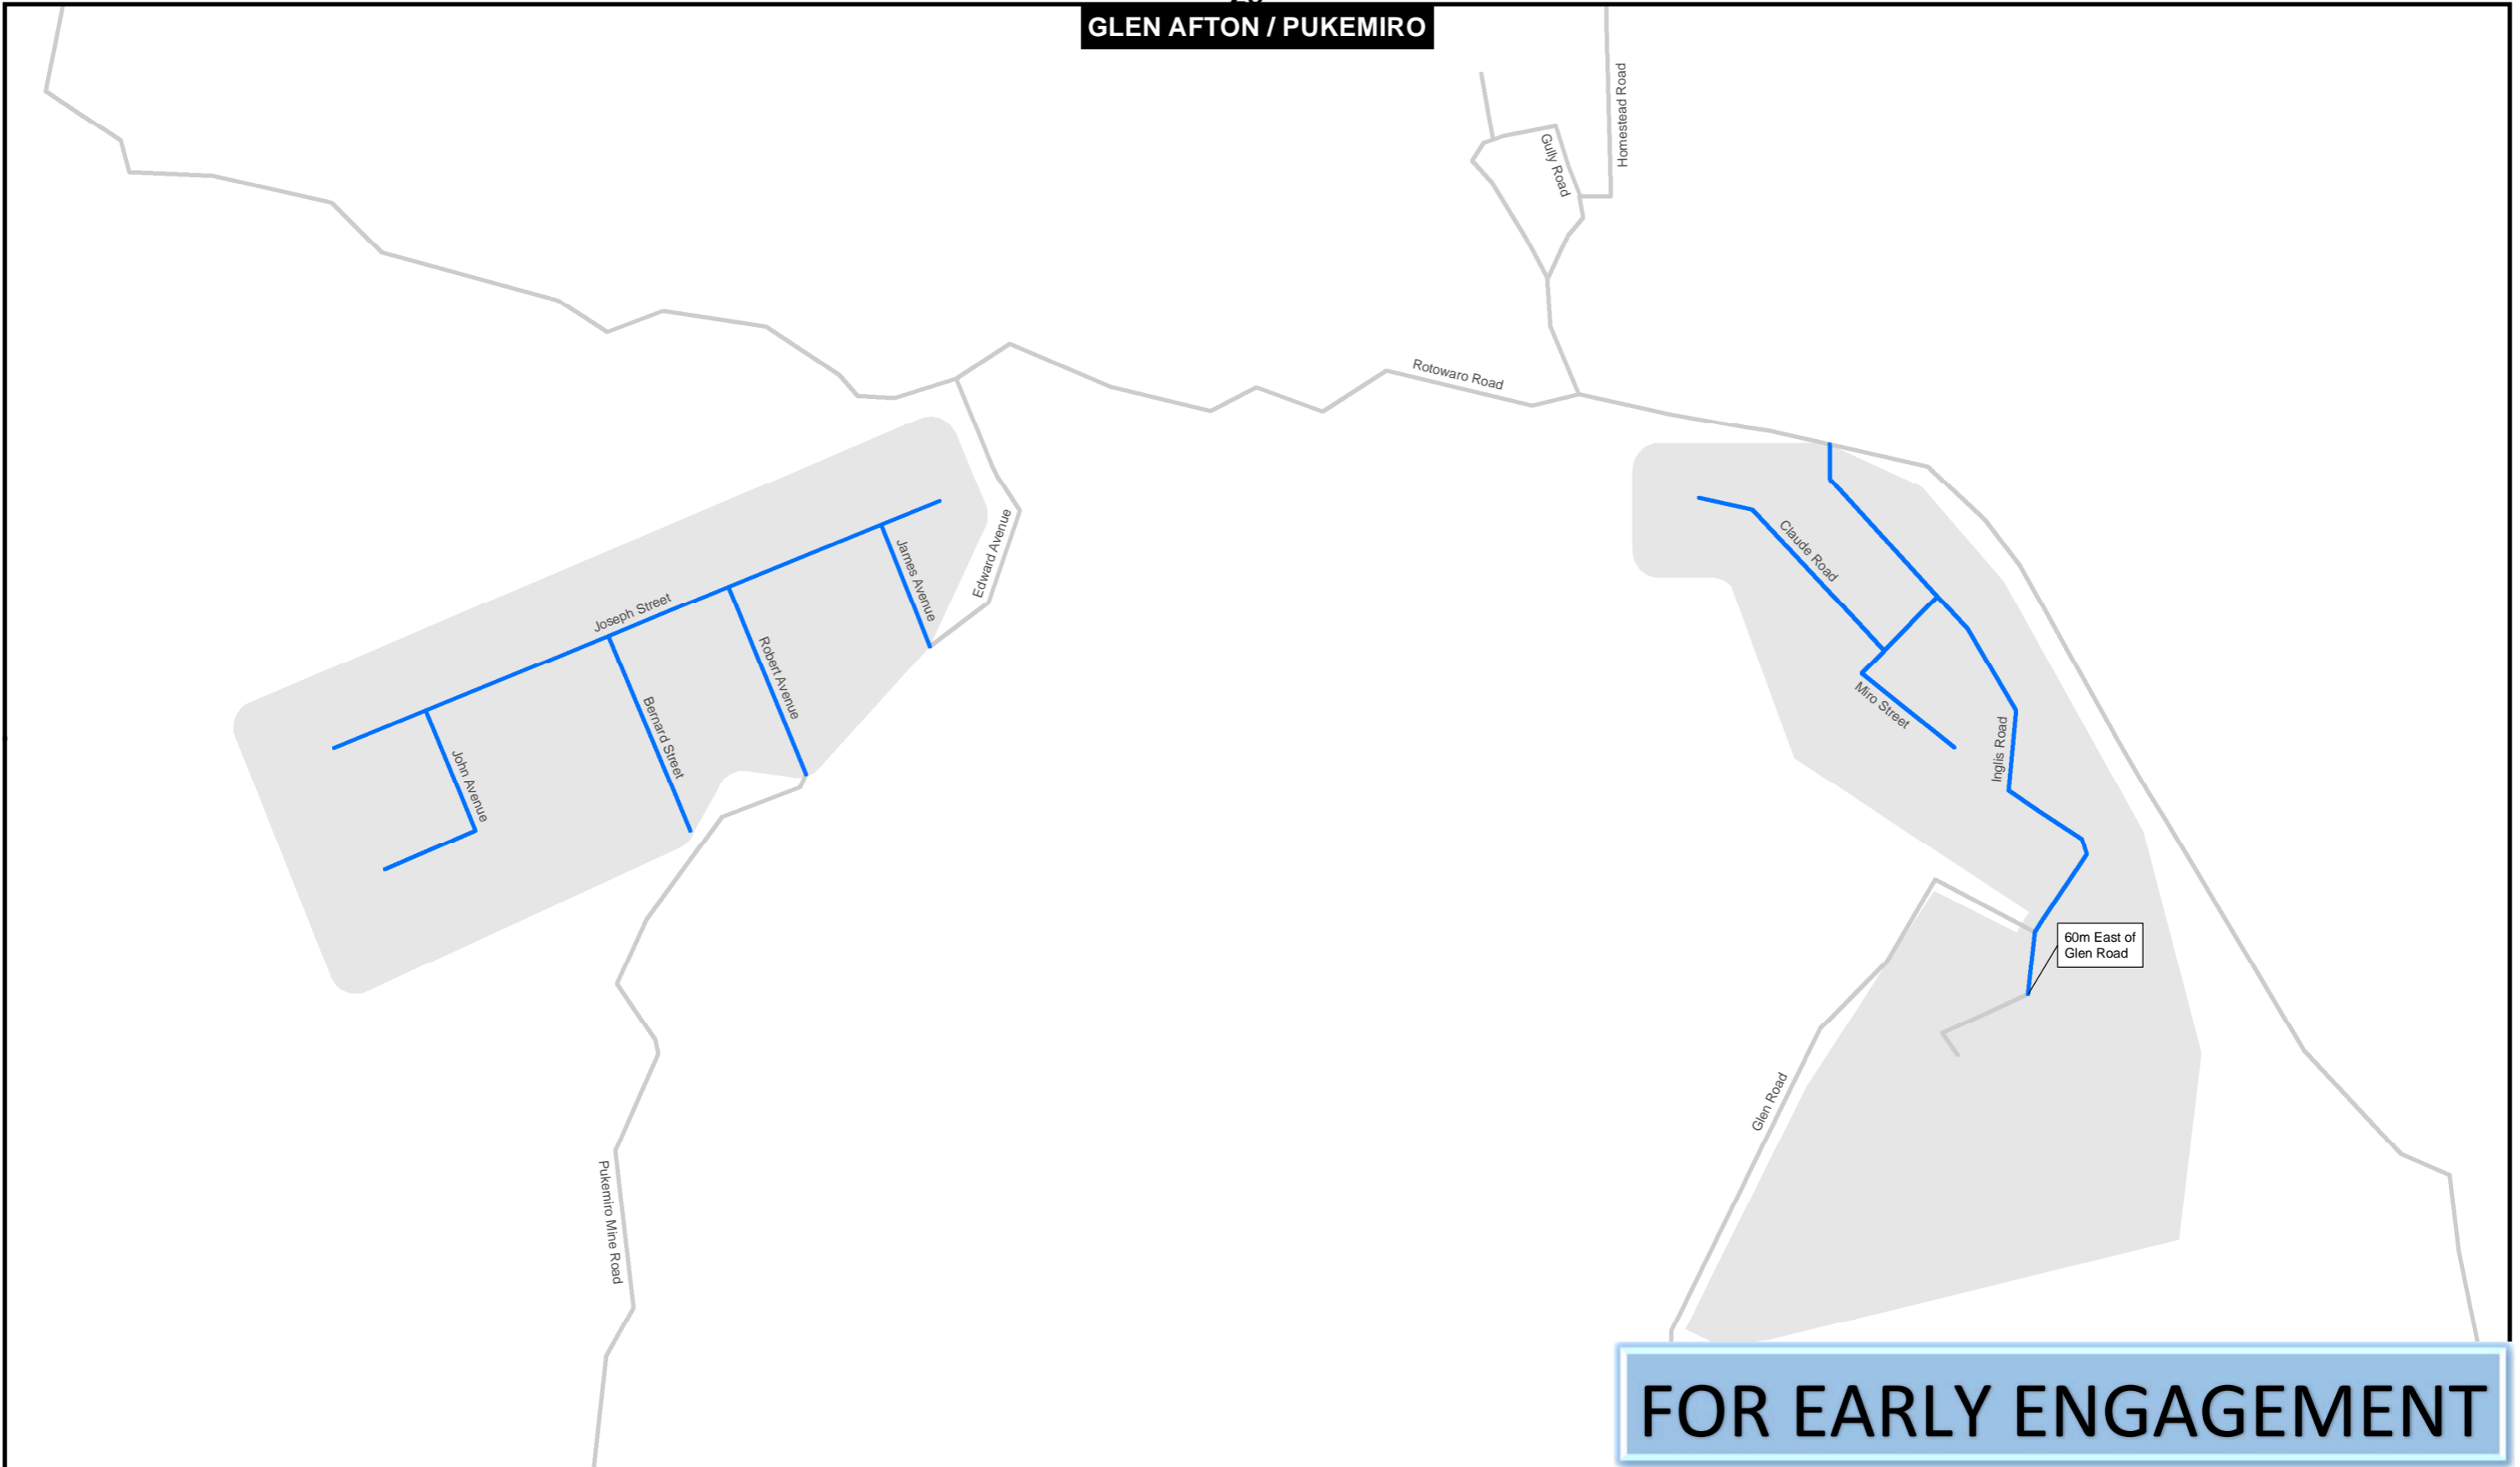 GLEN AFTON / PUKEMIRO
Homestead Road
Gully Road
Rotowaro Road
Edward Avenue
James Avenue
Joseph Street
Robert Avenue
Bernard Street
John Avenue
Claude Road
Miro Street
Inglis Road
60m East of
Glen Road
Glen Road
Pukemiro Mine Road
FOR EARLY ENGAGEMENT